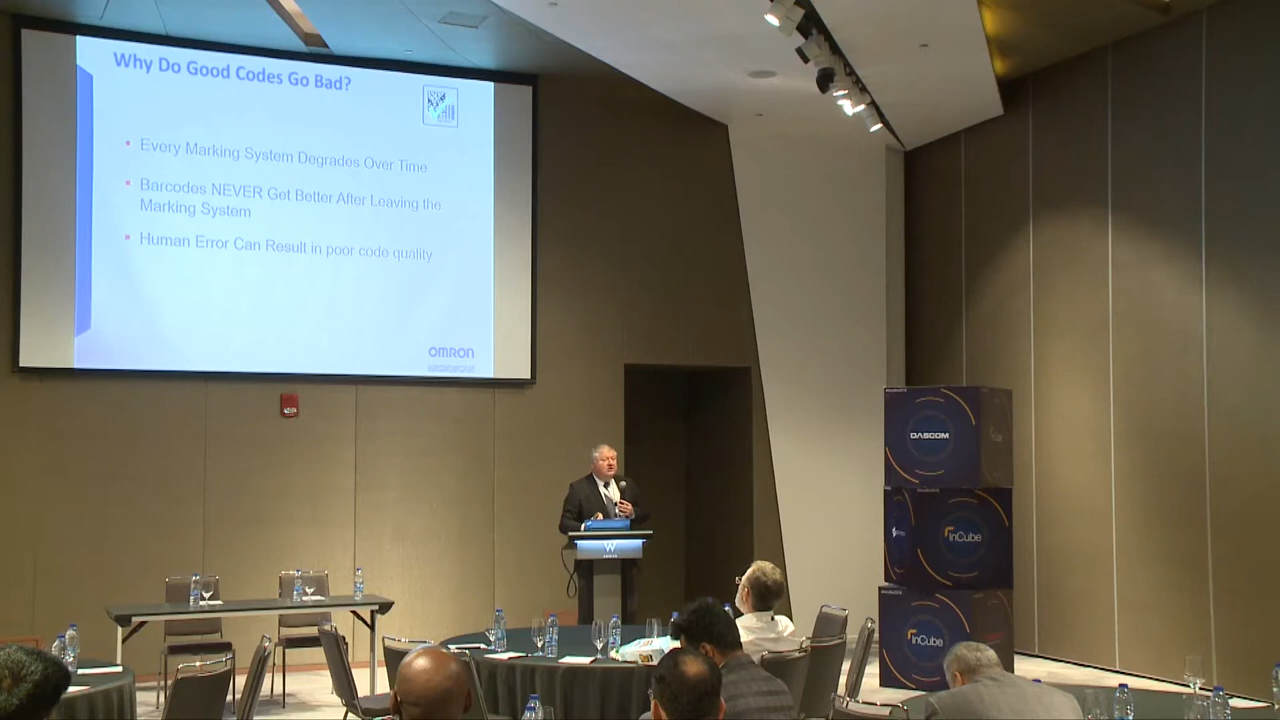 Why Do Good Codes Go Bad?
Every Marking System Degrades Over Time
Barcodes NEVER Get Better After Leaving the
Marking System
Human Error Can Result in poor code quality
OMRON
MICROSCAN
W
DASCOM
inCube
inCube